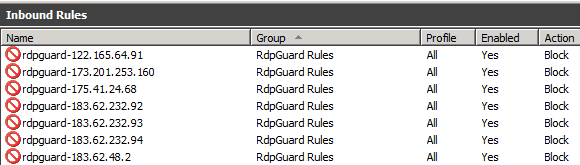 Inbound Rules
Name Group Profile Enabled Action
rdpguard-122.165.64.91 RdpGuard Rules All Yes Block
rdpguard-173.201.253.160 RdpGuard Rules All Yes Block
rdpguard-175.41.24.68 RdpGuard Rules All Yes Block
rdpguard-183.62.232.92 RdpGuard Rules All Yes Block
rdpguard-183.62.232.93 RdpGuard Rules All Yes Block
rdpguard-183.62.232.94 RdpGuard Rules All Yes Block
rdpguard-183.62.48.2 RdpGuard Rules All Yes Block